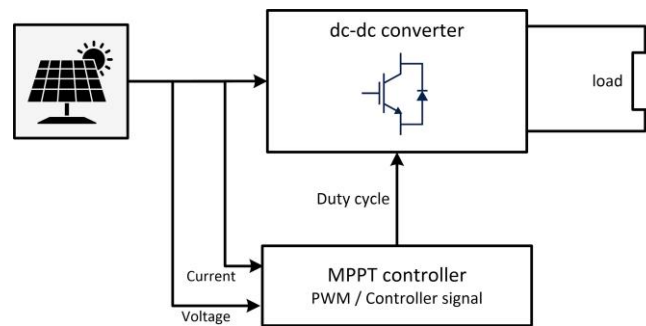 dc-dc converter
load
Duty cycle
Current
Voltage
MPPT controller
PWM / Controller signal